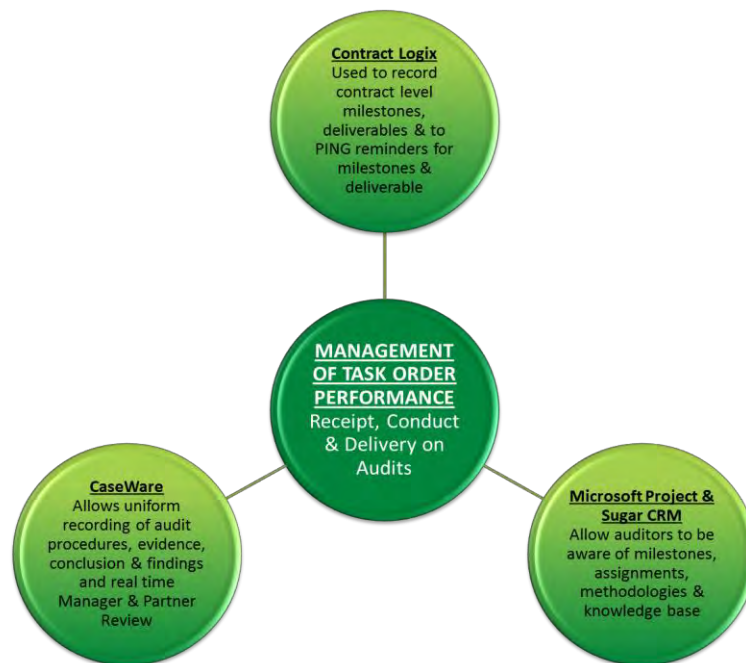 Contract Logix
Used to record
contract level
milestones,
deliverables & to
PING reminders for
milestones &
deliverable
MANAGEMENT
OF TASK ORDER
PERFORMANCE
Receipt, Conduct
& Delivery on
Audits
CaseWare
Allows uniform
recording of audit
procedures, evidence,
conclusion & findings
and real time
Manager & Partner
Review
Microsoft Project &
Sugar CRM
Allow auditors to be
aware of milestones,
assignments,
methodologies &
knowledge base